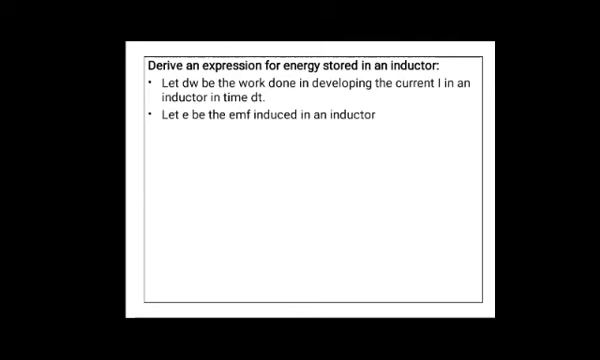 Derive an expression for energy stored in an inductor:
• Let dw be the work done in developing the current I in an
inductor in time dt.
• Let e be the emf induced in an inductor